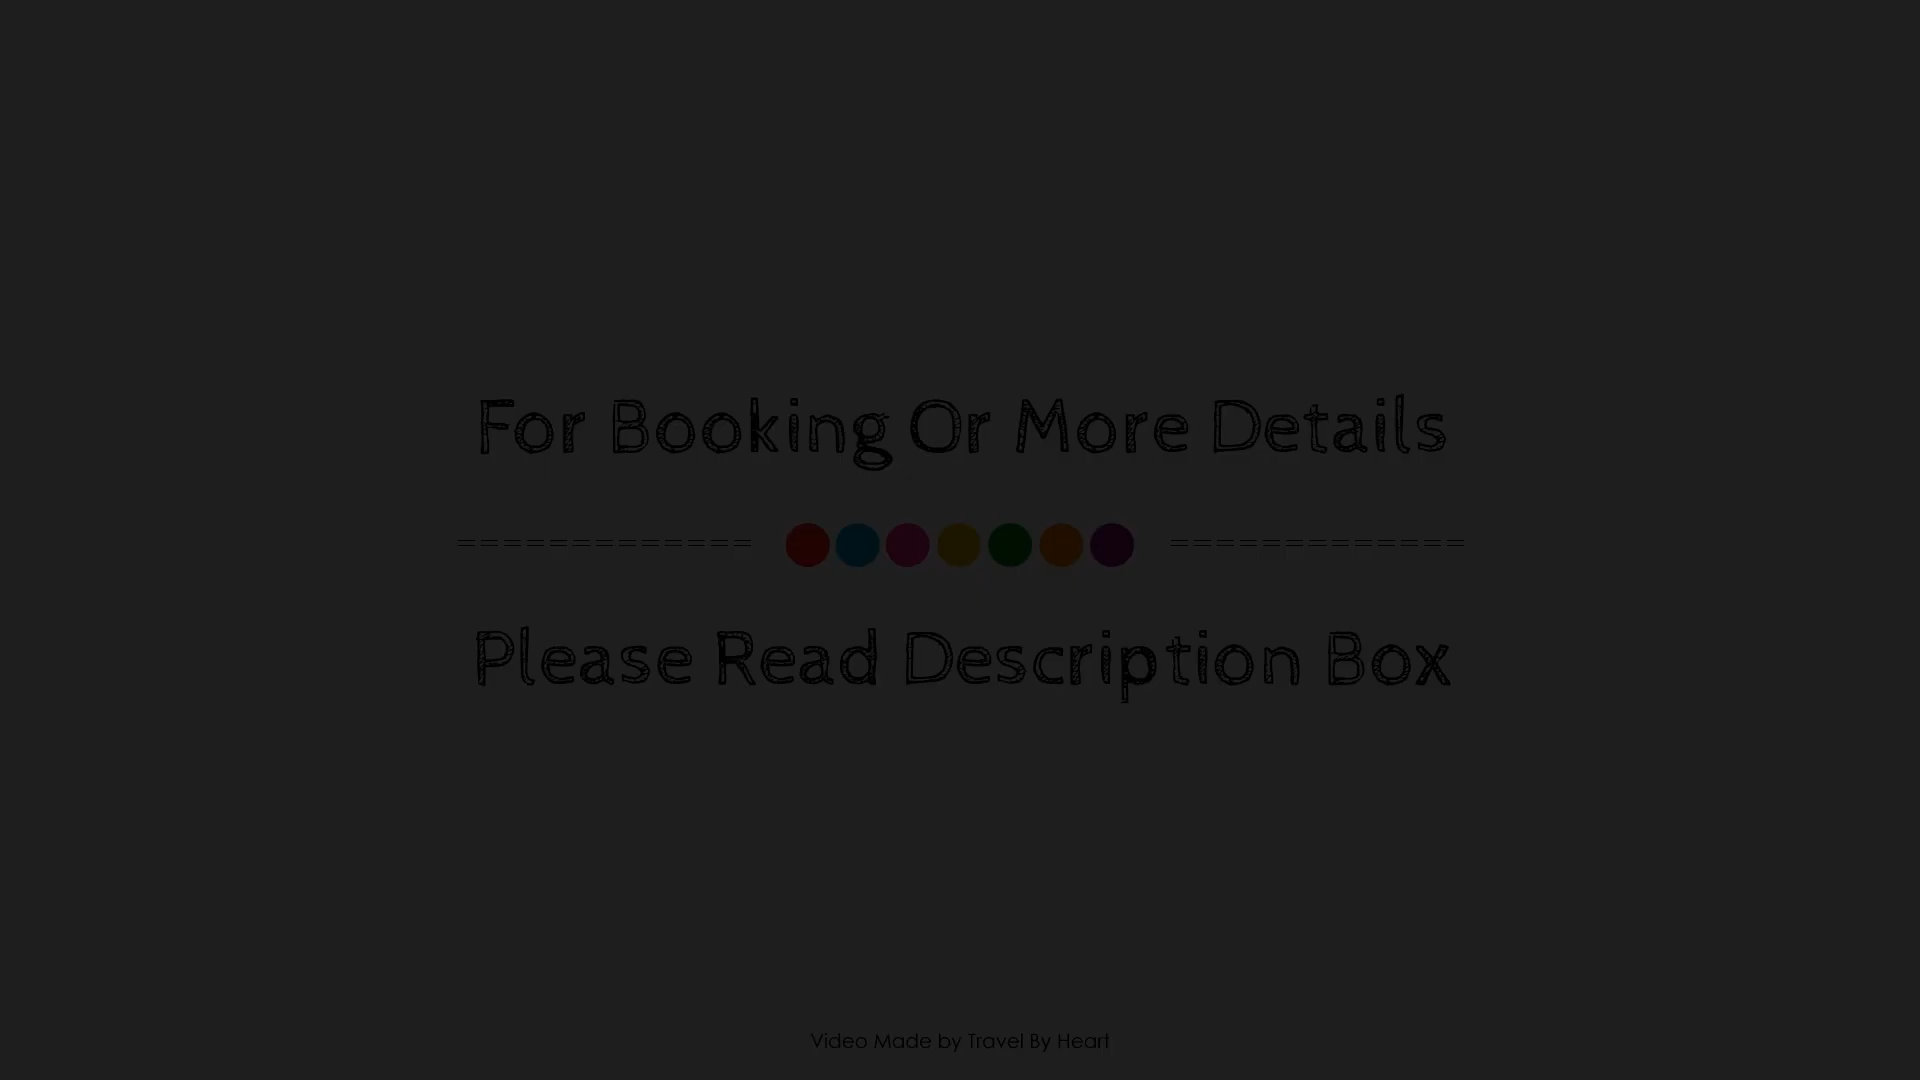 For Booking Or More Details
============= =============
Please Read Description Box
Video Made by Travel By Heart